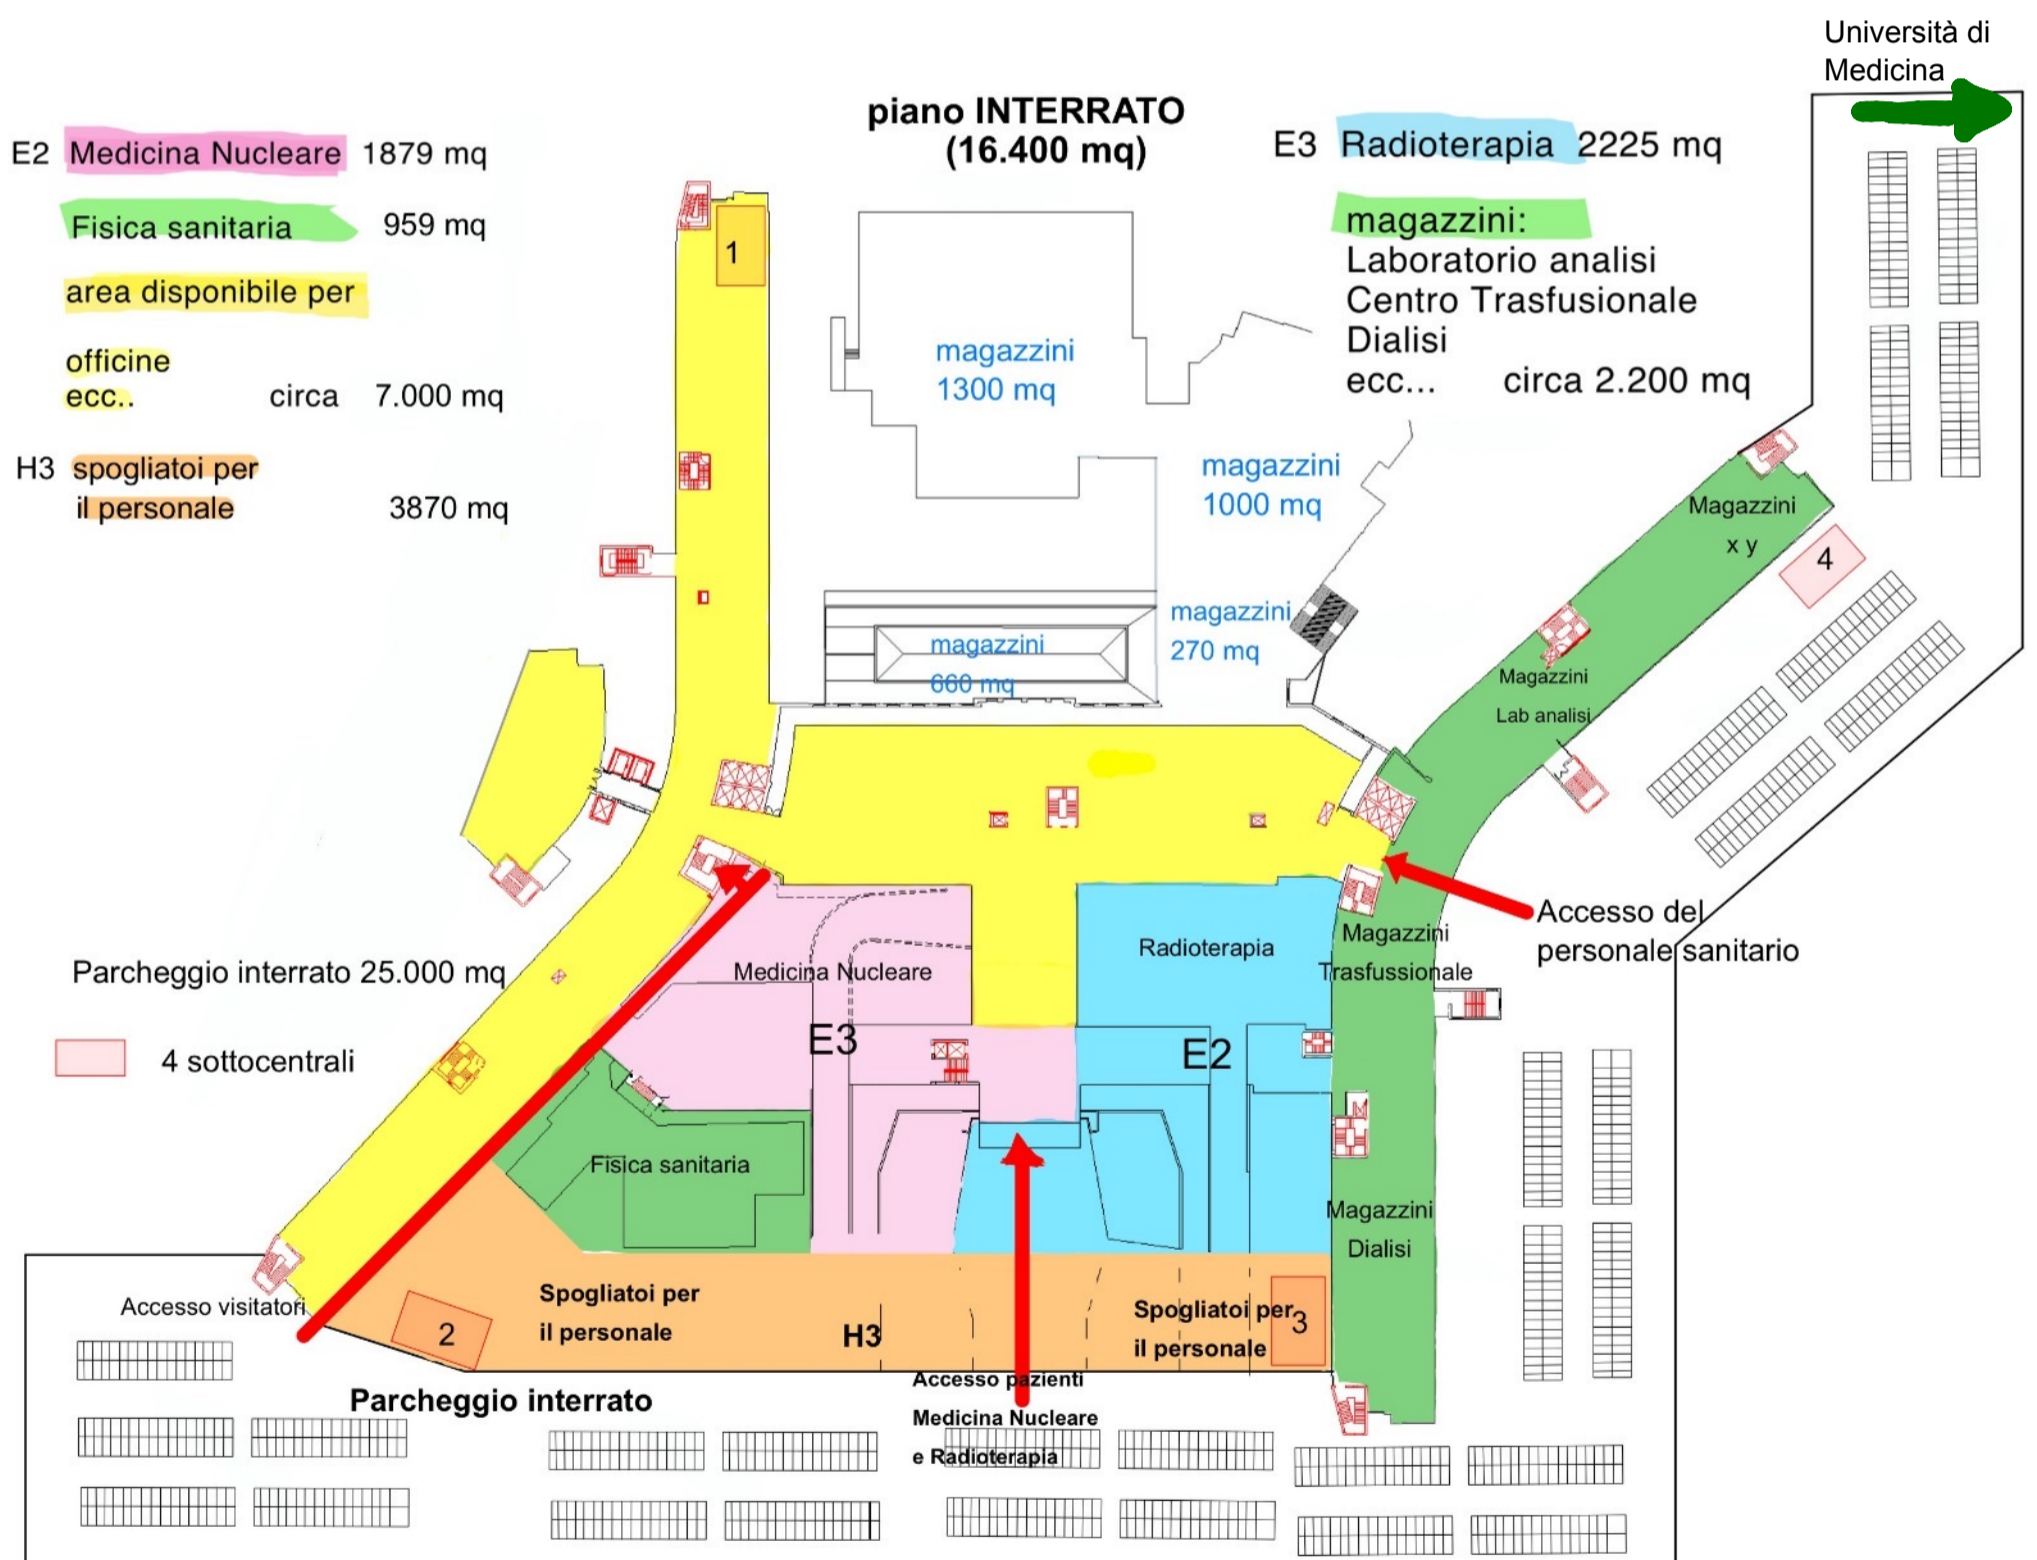 Università di
Medicina
piano INTERRATO
(16.400 mq)
E2 Medicina Nucleare 1879 mq
Fisica sanitaria 959 mq
area disponibile per
officine
ecc.. circa 7.000 mq
H3 spogliatoi per
il personale 3870 mq
E3 Radioterapia 2225 mq
magazzini:
Laboratorio analisi
Centro Trasfusionale
Dialisi
ecc... circa 2.200 mq
1
magazzini
1300 mq
magazzini
1000 mq
magazzini
270 mq
magazzini
660 mq
Magazzini
x y
4
Magazzini
Lab analisi
Accesso del
personale sanitario
Magazzini
Trasfussionale
Radioterapia
Medicina Nucleare
Parcheggio interrato 25.000 mq
E3
E2
4 sottocentrali
Fisica sanitaria
Magazzini
Dialisi
Accesso visitatori
2
Spogliatoi per
il personale
H3
Spogliatoi per
il personale
3
Accesso pazienti
Medicina Nucleare
e Radioterapia
Parcheggio interrato